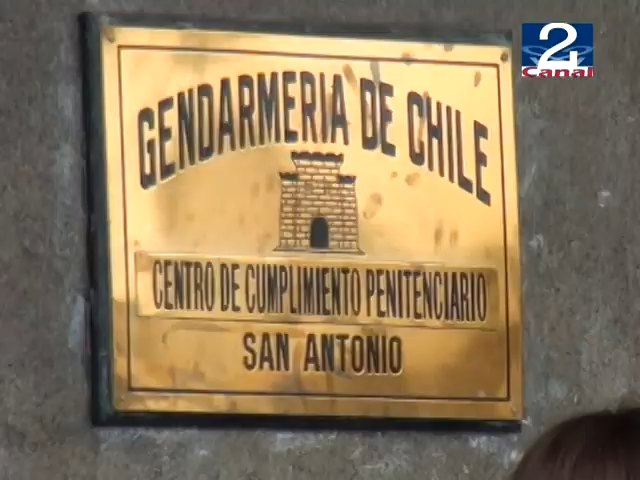 2
Canal
GENDARMERIA DE CHILE
CENTRO DE CUMPLIMIENTO PENITENCIARIO
SAN ANTONIO